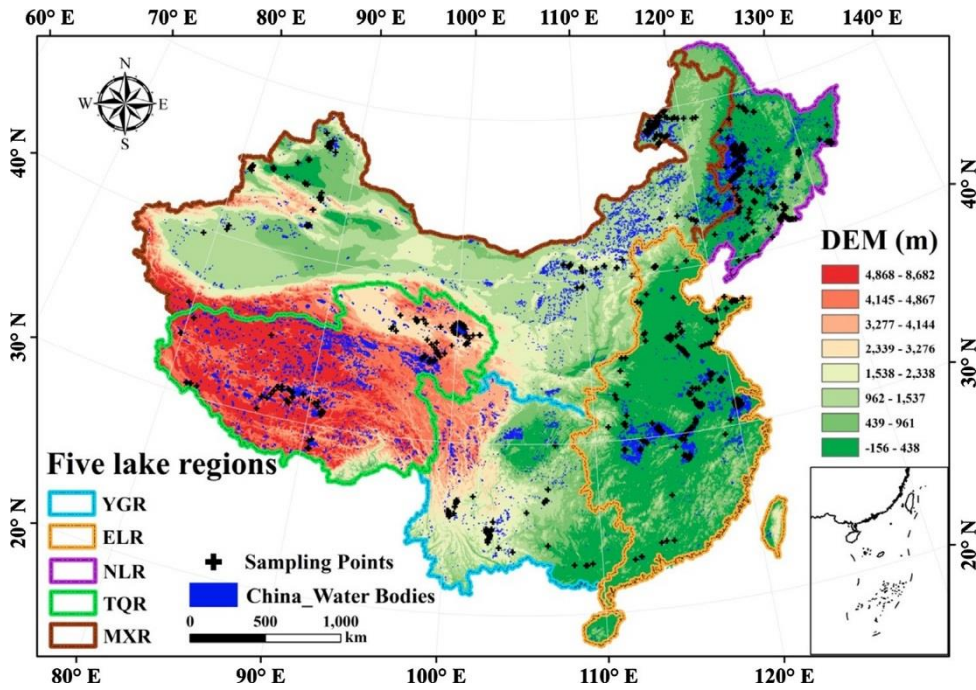 60° E 70° E 80° E 90° E 100° E 110° E 120° E 130° E 140° E
N
W E
S
40° N
30° N
20° N
40° N
30° N
20° N
DEM (m)
4,868 - 8,682
4,145 - 4,867
3,277 - 4,144
2,339 - 3,276
1,538 - 2,338
962 - 1,537
439 - 961
-156 - 438
Five lake regions
YGR
ELR
NLR
TQR
MXR
Sampling Points
China_Water Bodies
0 500 1,000
km
80° E 90° E 100° E 110° E 120° E